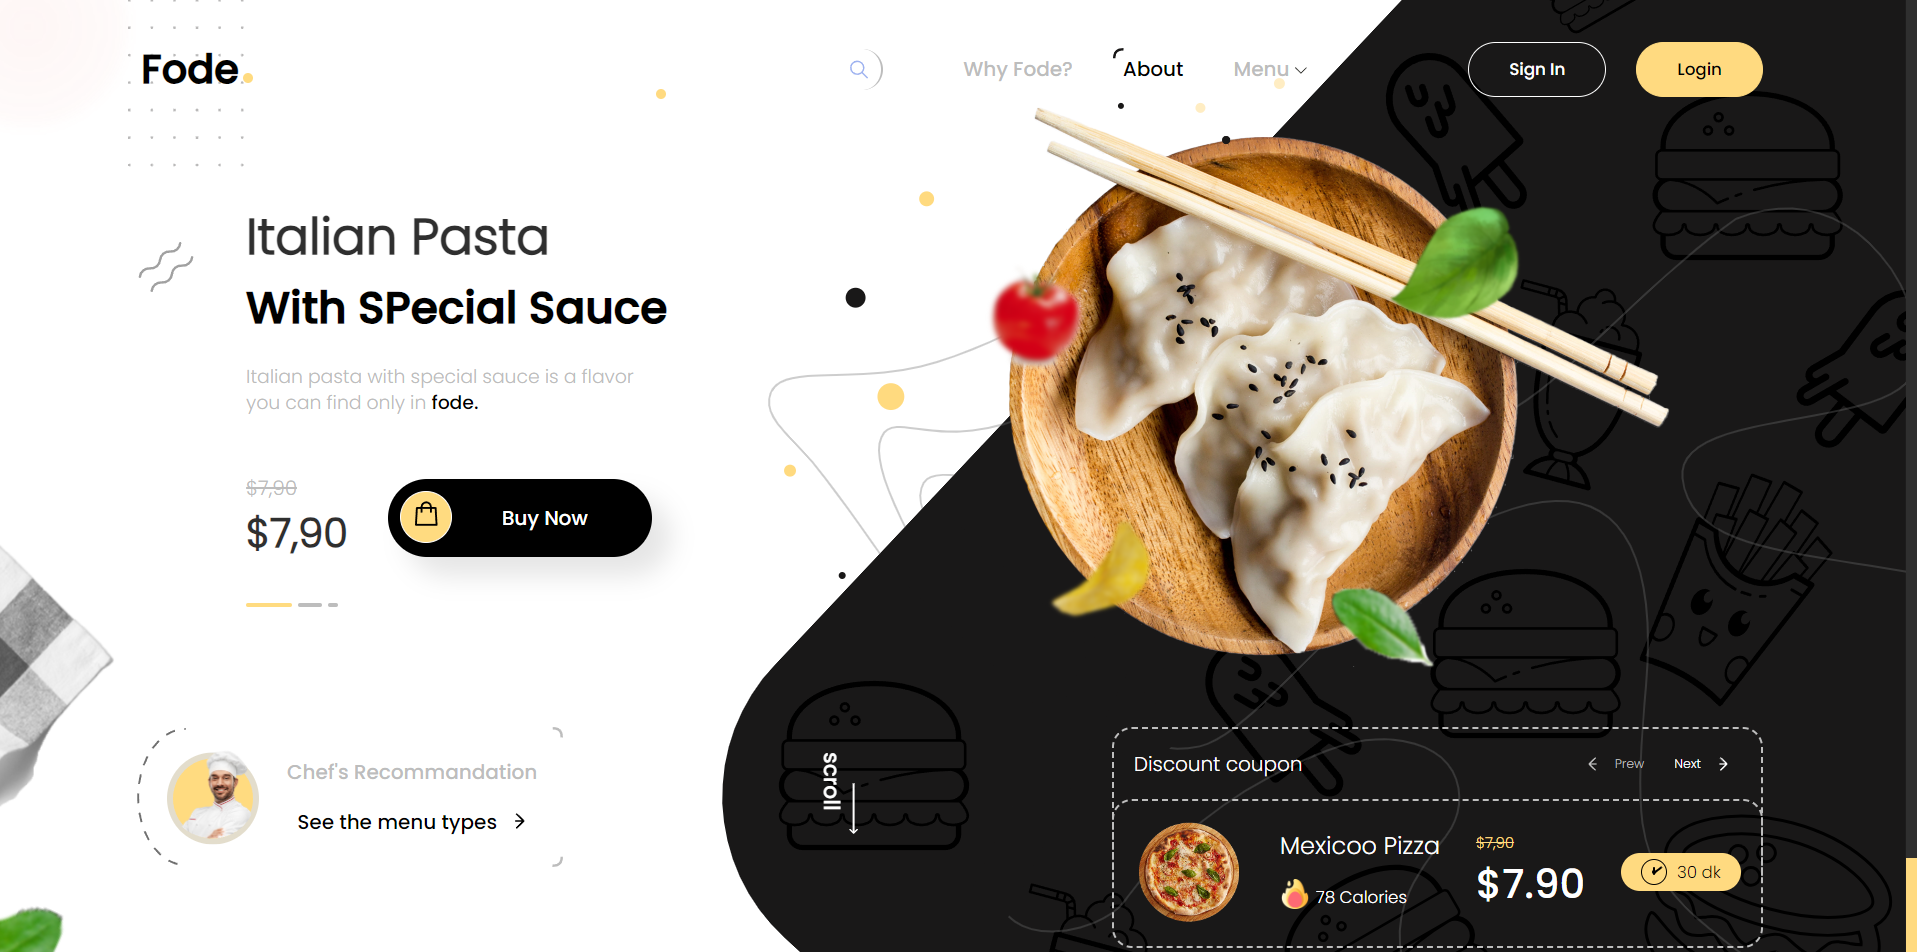 Fode.
Why Fode?
About
Menu
Sign In
Login
Italian Pasta
With SPecial Sauce
Italian pasta with special sauce is a flavor
you can find only in fode.
$7,90
$7,90
Buy Now
Chef's Recommandation
See the menu types
scroll
Discount coupon
Prew
Next
Mexicoo Pizza
78 Calories
$7,90
$7.90
30 dk